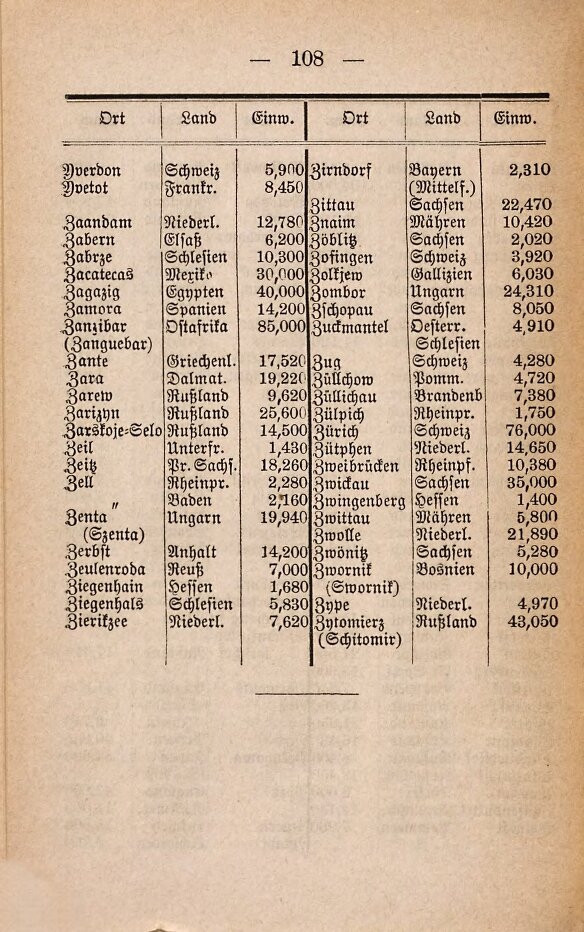 — 108 —
Ort Land Einw. Ort Land Einw.
Yverdon Schweiz 5,900
Yvetot Frankr. 8,450
Zaandam Niederl. 12,780
Zabern Elsaß 6,200
Zabrze Schlesien 10,300
Zacatecas Mexiko 30,000
Zagazig Egypten 40,000
Zamora Spanien 14,200
Zanzibar Ostafrika 85,000
(Zanguebar)
Zante Griechenl. 17,520
Zara Dalmat. 19,220
Zarew Rußland 9,620
Zarizyn Rußland 25,600
Zarskoje-Selo Rußland 14,500
Zeil Unterfr. 1,430
Zeitz Pr. Sachs. 18,260
Zell Rheinpr. 2,280
„ Baden 2,160
Zenta Ungarn 19,940
(Szenta)
Zerbst Anhalt 14,200
Zeulenroda Reuß 7,000
Ziegenhain Hessen 1,680
Ziegenhals Schlesien 5,830
Zierikzee Niederl. 7,620
Zirndorf Bayern 2,310
(Mittelf.)
Zittau Sachsen 22,470
Znaim Mähren 10,420
Zöblitz Sachsen 2,020
Zofingen Schweiz 3,920
Zolkjew Gallizien 6,030
Zombor Ungarn 24,310
Zschopau Sachsen 8,050
Zuckmantel Oesterr. 4,910
Schlesien
Zug Schweiz 4,280
Züllchow Pomm. 4,720
Züllichau Brandenb 7,380
Zülpich Rheinpr. 1,750
Zürich Schweiz 76,000
Zütphen Niederl. 14,650
Zweibrücken Rheinpf. 10,380
Zwickau Sachsen 35,000
Zwingenberg Hessen 1,400
Zwittau Mähren 5,800
Zwolle Niederl. 21,890
Zwönitz Sachsen 5,280
Zwornik Bosnien 10,000
(Swornik)
Zype Niederl. 4,970
Zytomierz Rußland 43,050
(Schitomir)